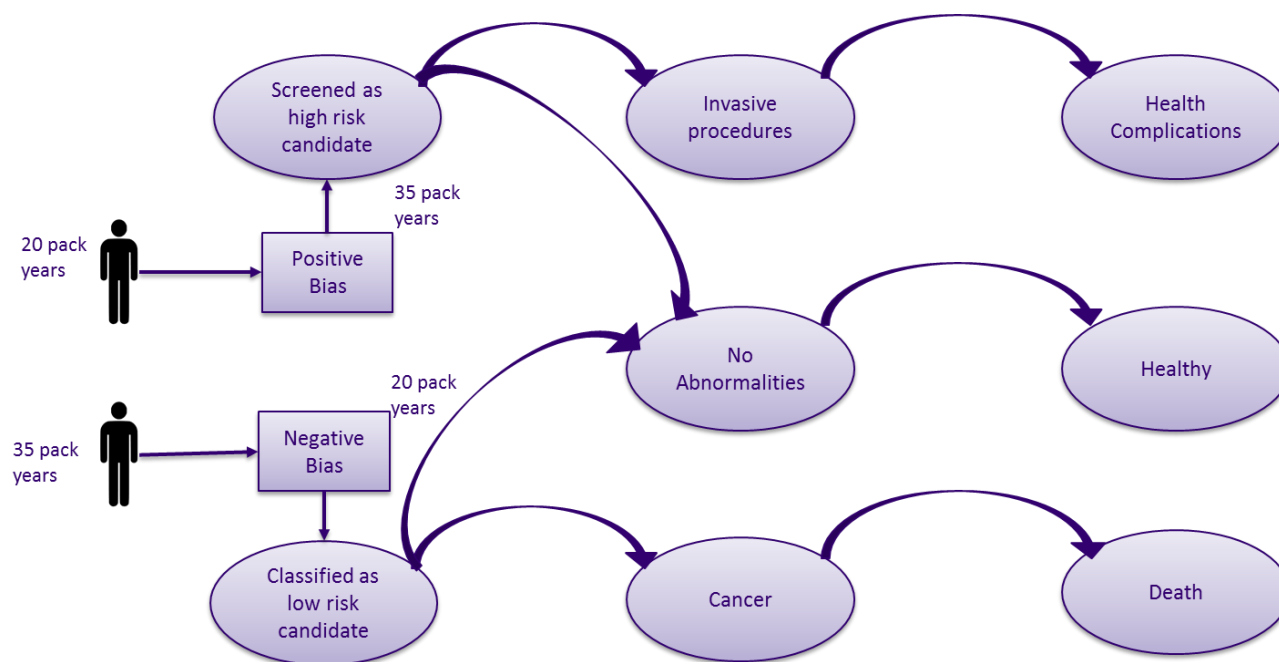 Screened as
high risk
candidate
Invasive
procedures
Health
Complications
35 pack
years
20 pack
years
Positive
Bias
No
Abnormalities
Healthy
20 pack
years
35 pack
years
Negative
Bias
Classified as
low risk
candidate
Cancer
Death